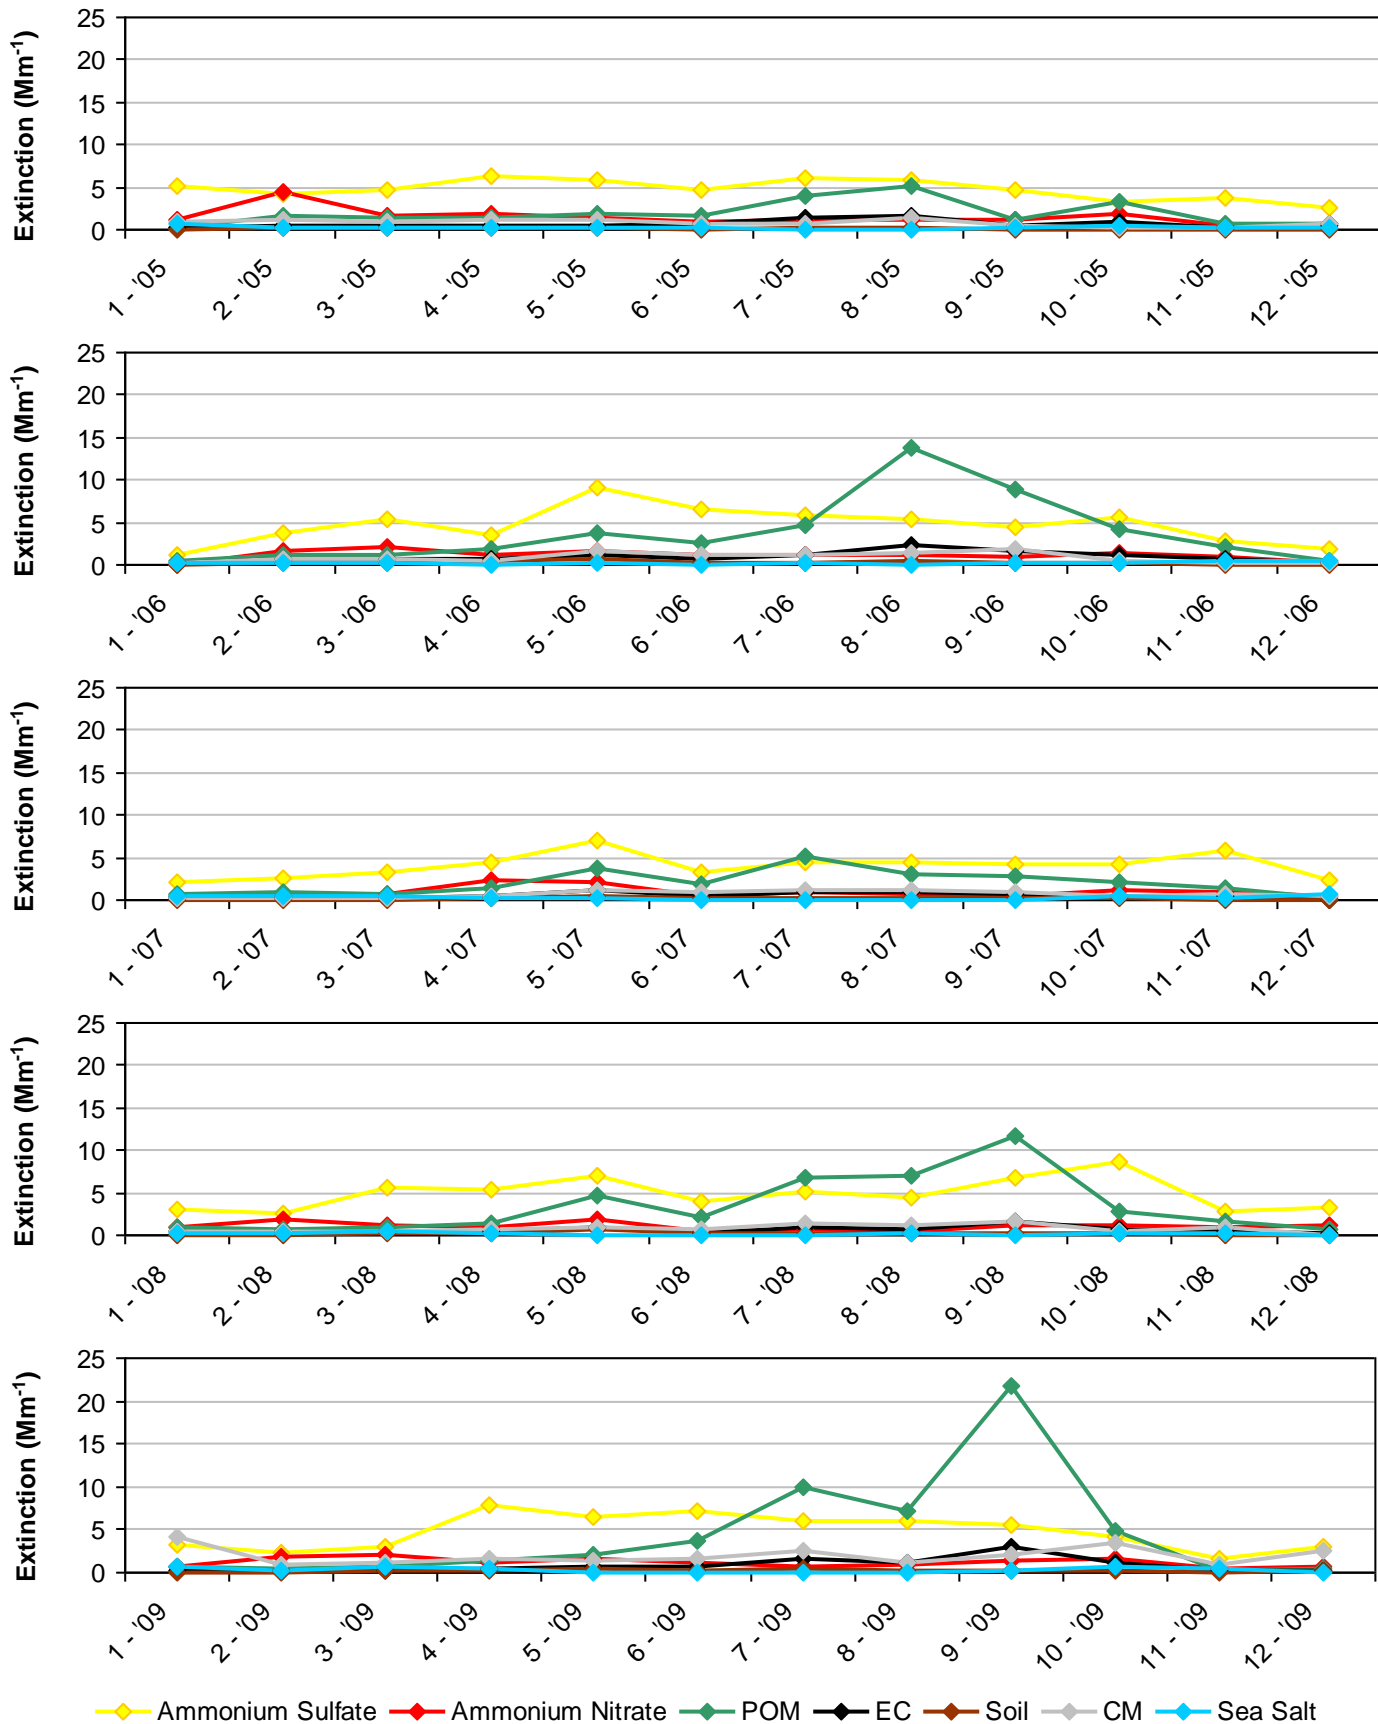 25
20
15
10
5
0
Extinction (Mm-1)
1 - '05 2 - '05 3 - '05 4 - '05 5 - '05 6 - '05 7 - '05 8 - '05 9 - '05 10 - '05 11 - '05 12 - '05
25
20
15
10
5
0
Extinction (Mm-1)
1 - '06 2 - '06 3 - '06 4 - '06 5 - '06 6 - '06 7 - '06 8 - '06 9 - '06 10 - '06 11 - '06 12 - '06
25
20
15
10
5
0
Extinction (Mm-1)
1 - '07 2 - '07 3 - '07 4 - '07 5 - '07 6 - '07 7 - '07 8 - '07 9 - '07 10 - '07 11 - '07 12 - '07
25
20
15
10
5
0
Extinction (Mm-1)
1 - '08 2 - '08 3 - '08 4 - '08 5 - '08 6 - '08 7 - '08 8 - '08 9 - '08 10 - '08 11 - '08 12 - '08
25
20
15
10
5
0
Extinction (Mm-1)
1 - '09 2 - '09 3 - '09 4 - '09 5 - '09 6 - '09 7 - '09 8 - '09 9 - '09 10 - '09 11 - '09 12 - '09
Ammonium Sulfate Ammonium Nitrate POM EC Soil CM Sea Salt